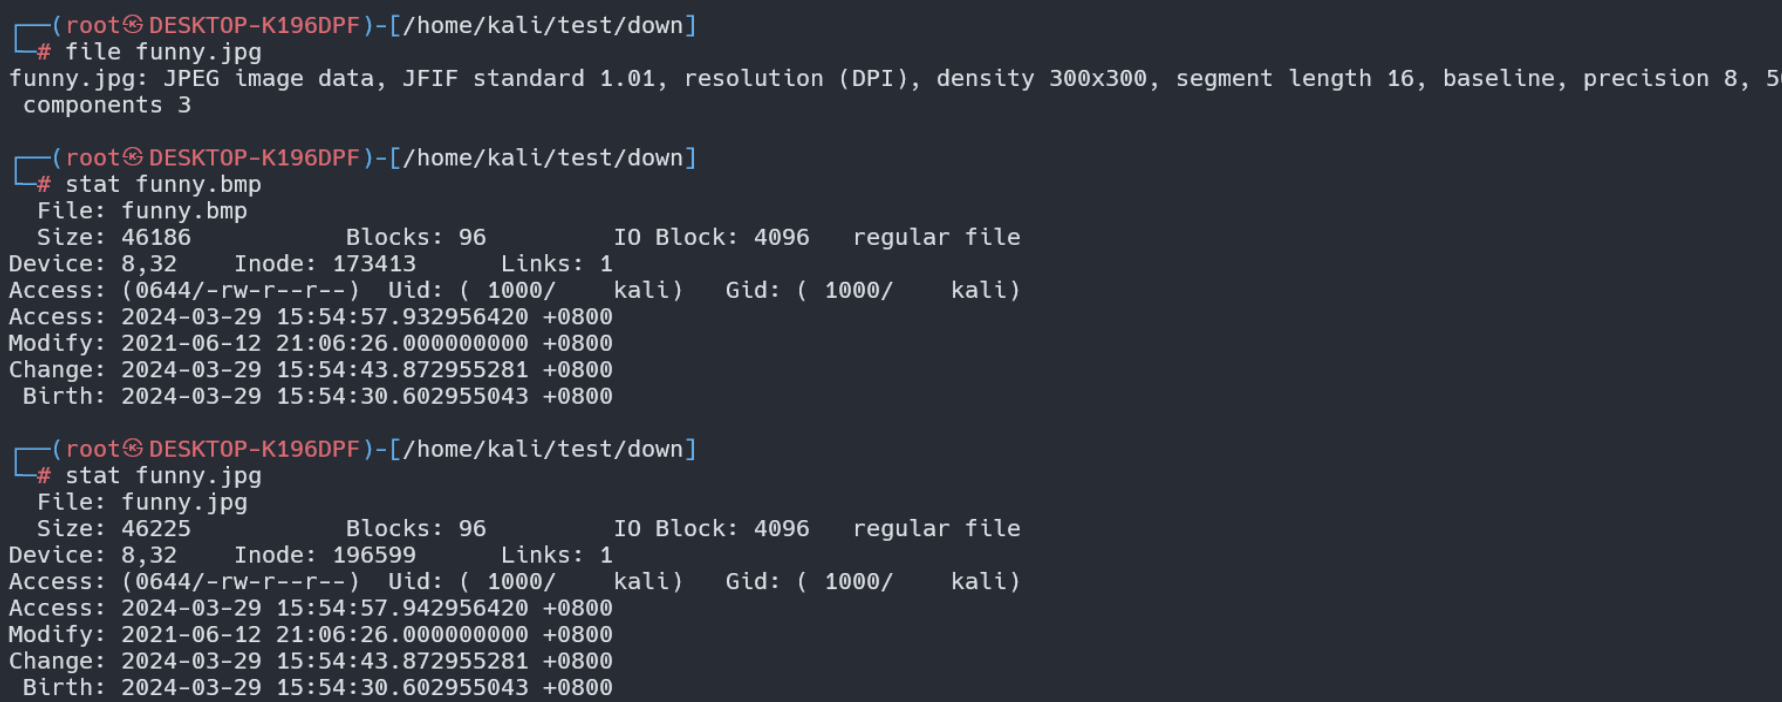 ┌──(root㉿DESKTOP-K196DPF)-[/home/kali/test/down]
└─# file funny.jpg
funny.jpg: JPEG image data, JFIF standard 1.01, resolution (DPI), density 300x300, segment length 16, baseline, precision 8,
 components 3

┌──(root㉿DESKTOP-K196DPF)-[/home/kali/test/down]
└─# stat funny.bmp
  File: funny.bmp
  Size: 46186           Blocks: 96         IO Block: 4096   regular file
Device: 8,32    Inode: 173413      Links: 1
Access: (0644/-rw-r--r--)  Uid: ( 1000/    kali)   Gid: ( 1000/    kali)
Access: 2024-03-29 15:54:57.932956420 +0800
Modify: 2021-06-12 21:06:26.000000000 +0800
Change: 2024-03-29 15:54:43.872955281 +0800
 Birth: 2024-03-29 15:54:30.602955043 +0800

┌──(root㉿DESKTOP-K196DPF)-[/home/kali/test/down]
└─# stat funny.jpg
  File: funny.jpg
  Size: 46225           Blocks: 96         IO Block: 4096   regular file
Device: 8,32    Inode: 196599      Links: 1
Access: (0644/-rw-r--r--)  Uid: ( 1000/    kali)   Gid: ( 1000/    kali)
Access: 2024-03-29 15:54:57.942956420 +0800
Modify: 2021-06-12 21:06:26.000000000 +0800
Change: 2024-03-29 15:54:43.872955281 +0800
 Birth: 2024-03-29 15:54:30.602955043 +0800